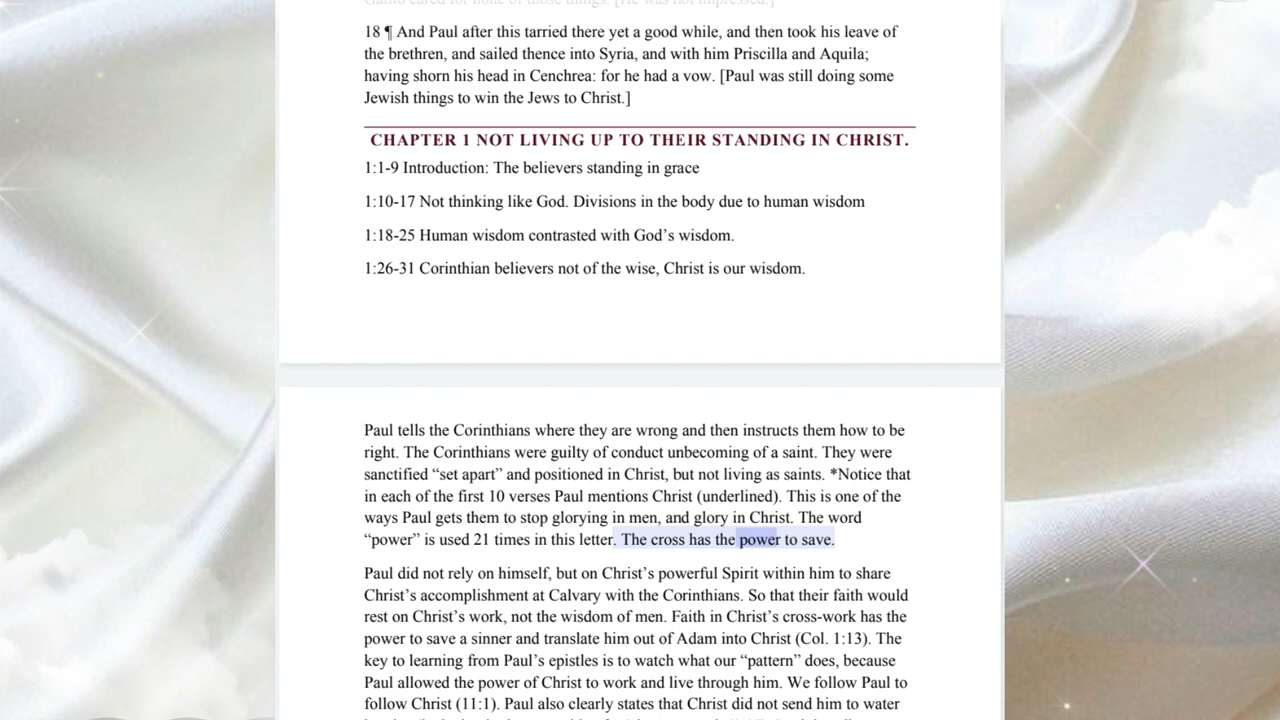 18 ¶ And Paul after this tarried there yet a good while, and then took his leave of
the brethren, and sailed thence into Syria, and with him Priscilla and Aquila;
having shorn his head in Cenchrea: for he had a vow. [Paul was still doing some
Jewish things to win the Jews to Christ.]
CHAPTER 1 NOT LIVING UP TO THEIR STANDING IN CHRIST.
1:1-9 Introduction: The believers standing in grace
1:10-17 Not thinking like God. Divisions in the body due to human wisdom
1:18-25 Human wisdom contrasted with God’s wisdom.
1:26-31 Corinthian believers not of the wise, Christ is our wisdom.
Paul tells the Corinthians where they are wrong and then instructs them how to be
right. The Corinthians were guilty of conduct unbecoming of a saint. They were
sanctified “set apart” and positioned in Christ, but not living as saints. *Notice that
in each of the first 10 verses Paul mentions Christ (underlined). This is one of the
ways Paul gets them to stop glorying in men, and glory in Christ. The word
“power” is used 21 times in this letter. The cross has the power to save.
Paul did not rely on himself, but on Christ’s powerful Spirit within him to share
Christ’s accomplishment at Calvary with the Corinthians. So that their faith would
rest on Christ’s work, not the wisdom of men. Faith in Christ’s cross-work has the
power to save a sinner and translate him out of Adam into Christ (Col. 1:13). The
key to learning from Paul’s epistles is to watch what our “pattern” does, because
Paul allowed the power of Christ to work and live through him. We follow Paul to
follow Christ (11:1). Paul also clearly states that Christ did not send him to water